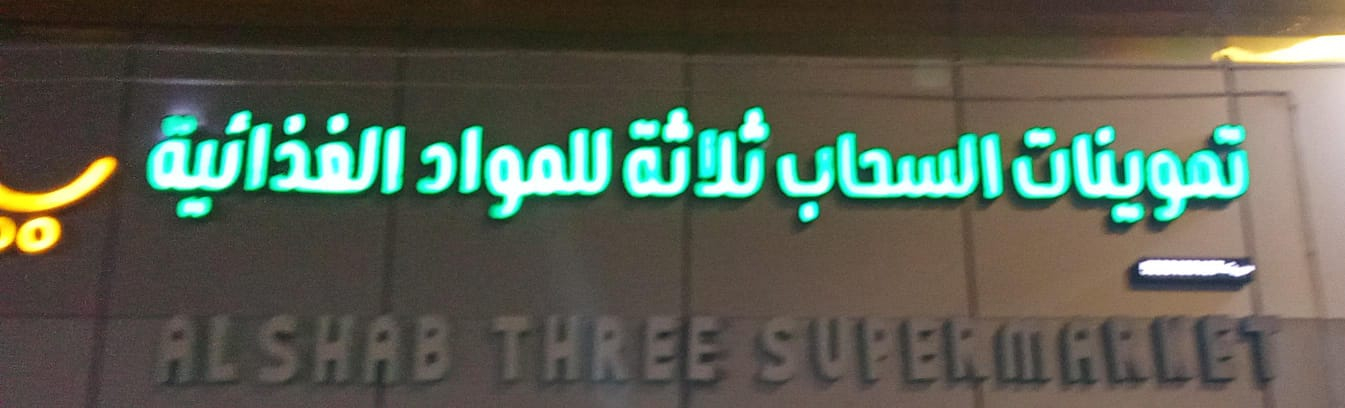 تموينات السحاب ثلاثة للمواد الغذائية
ALSHAB THREE SUPERMARKET